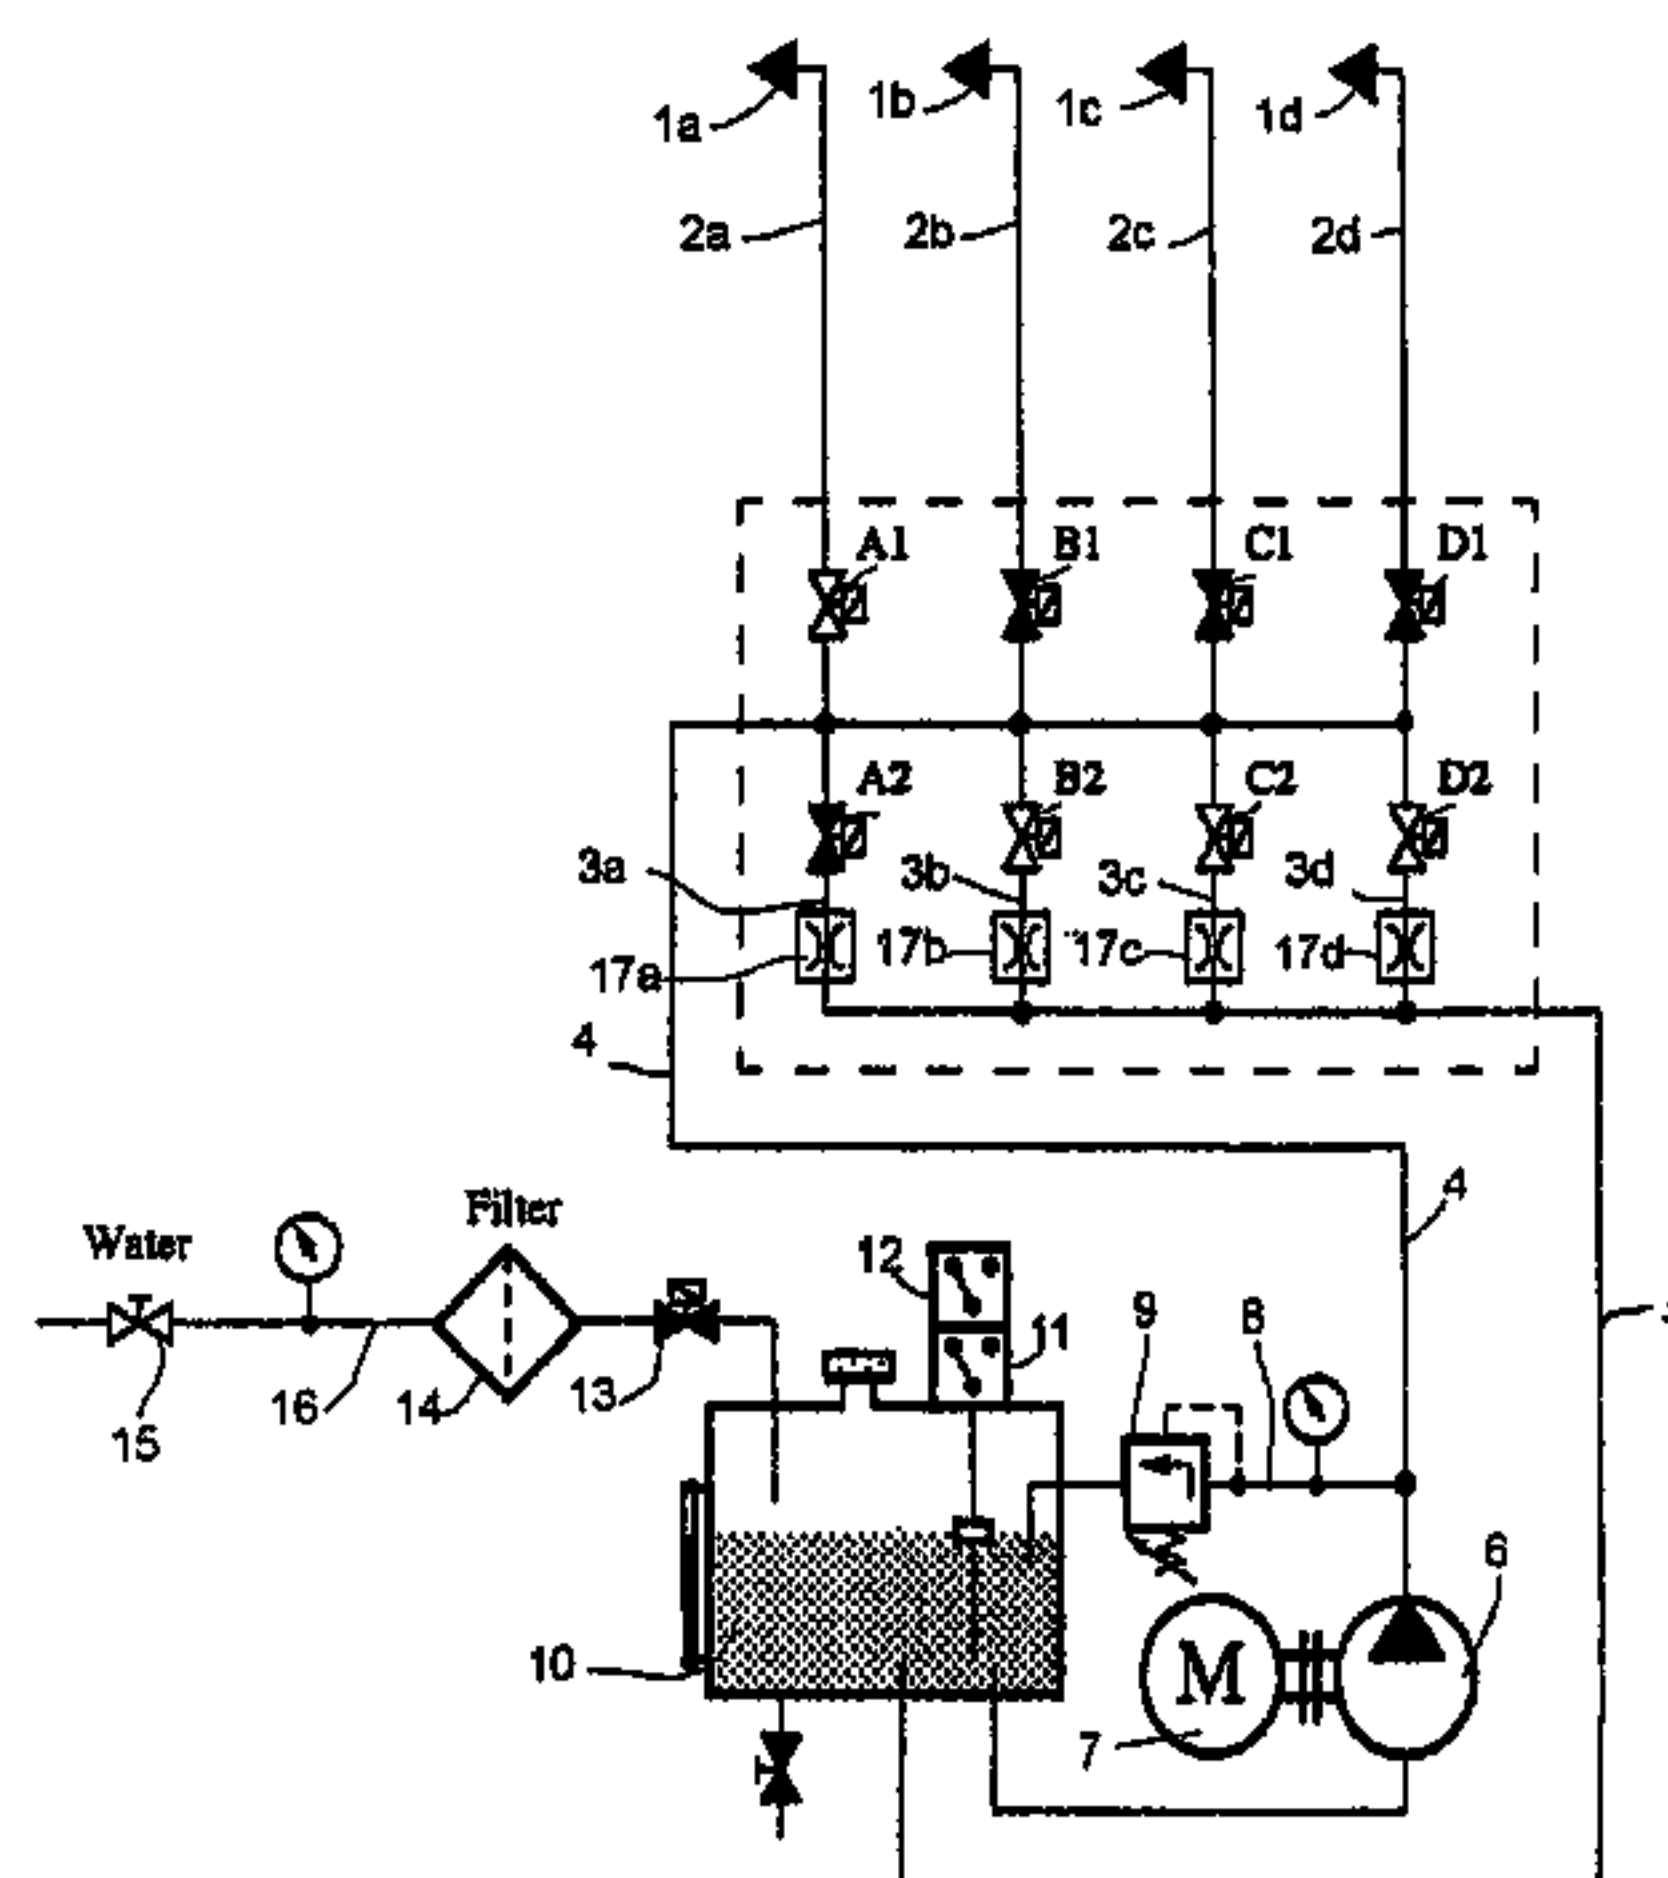 1a 1b 1c 1d
2a 2b 2c 2d
A1 B1 C1 D1
A2 B2 C2 D2
3a 3b 3c 3d
17a 17b 17c 17d
4
4
Water Filter
12
11
9 8
16 14 13
15
6
10
M
7